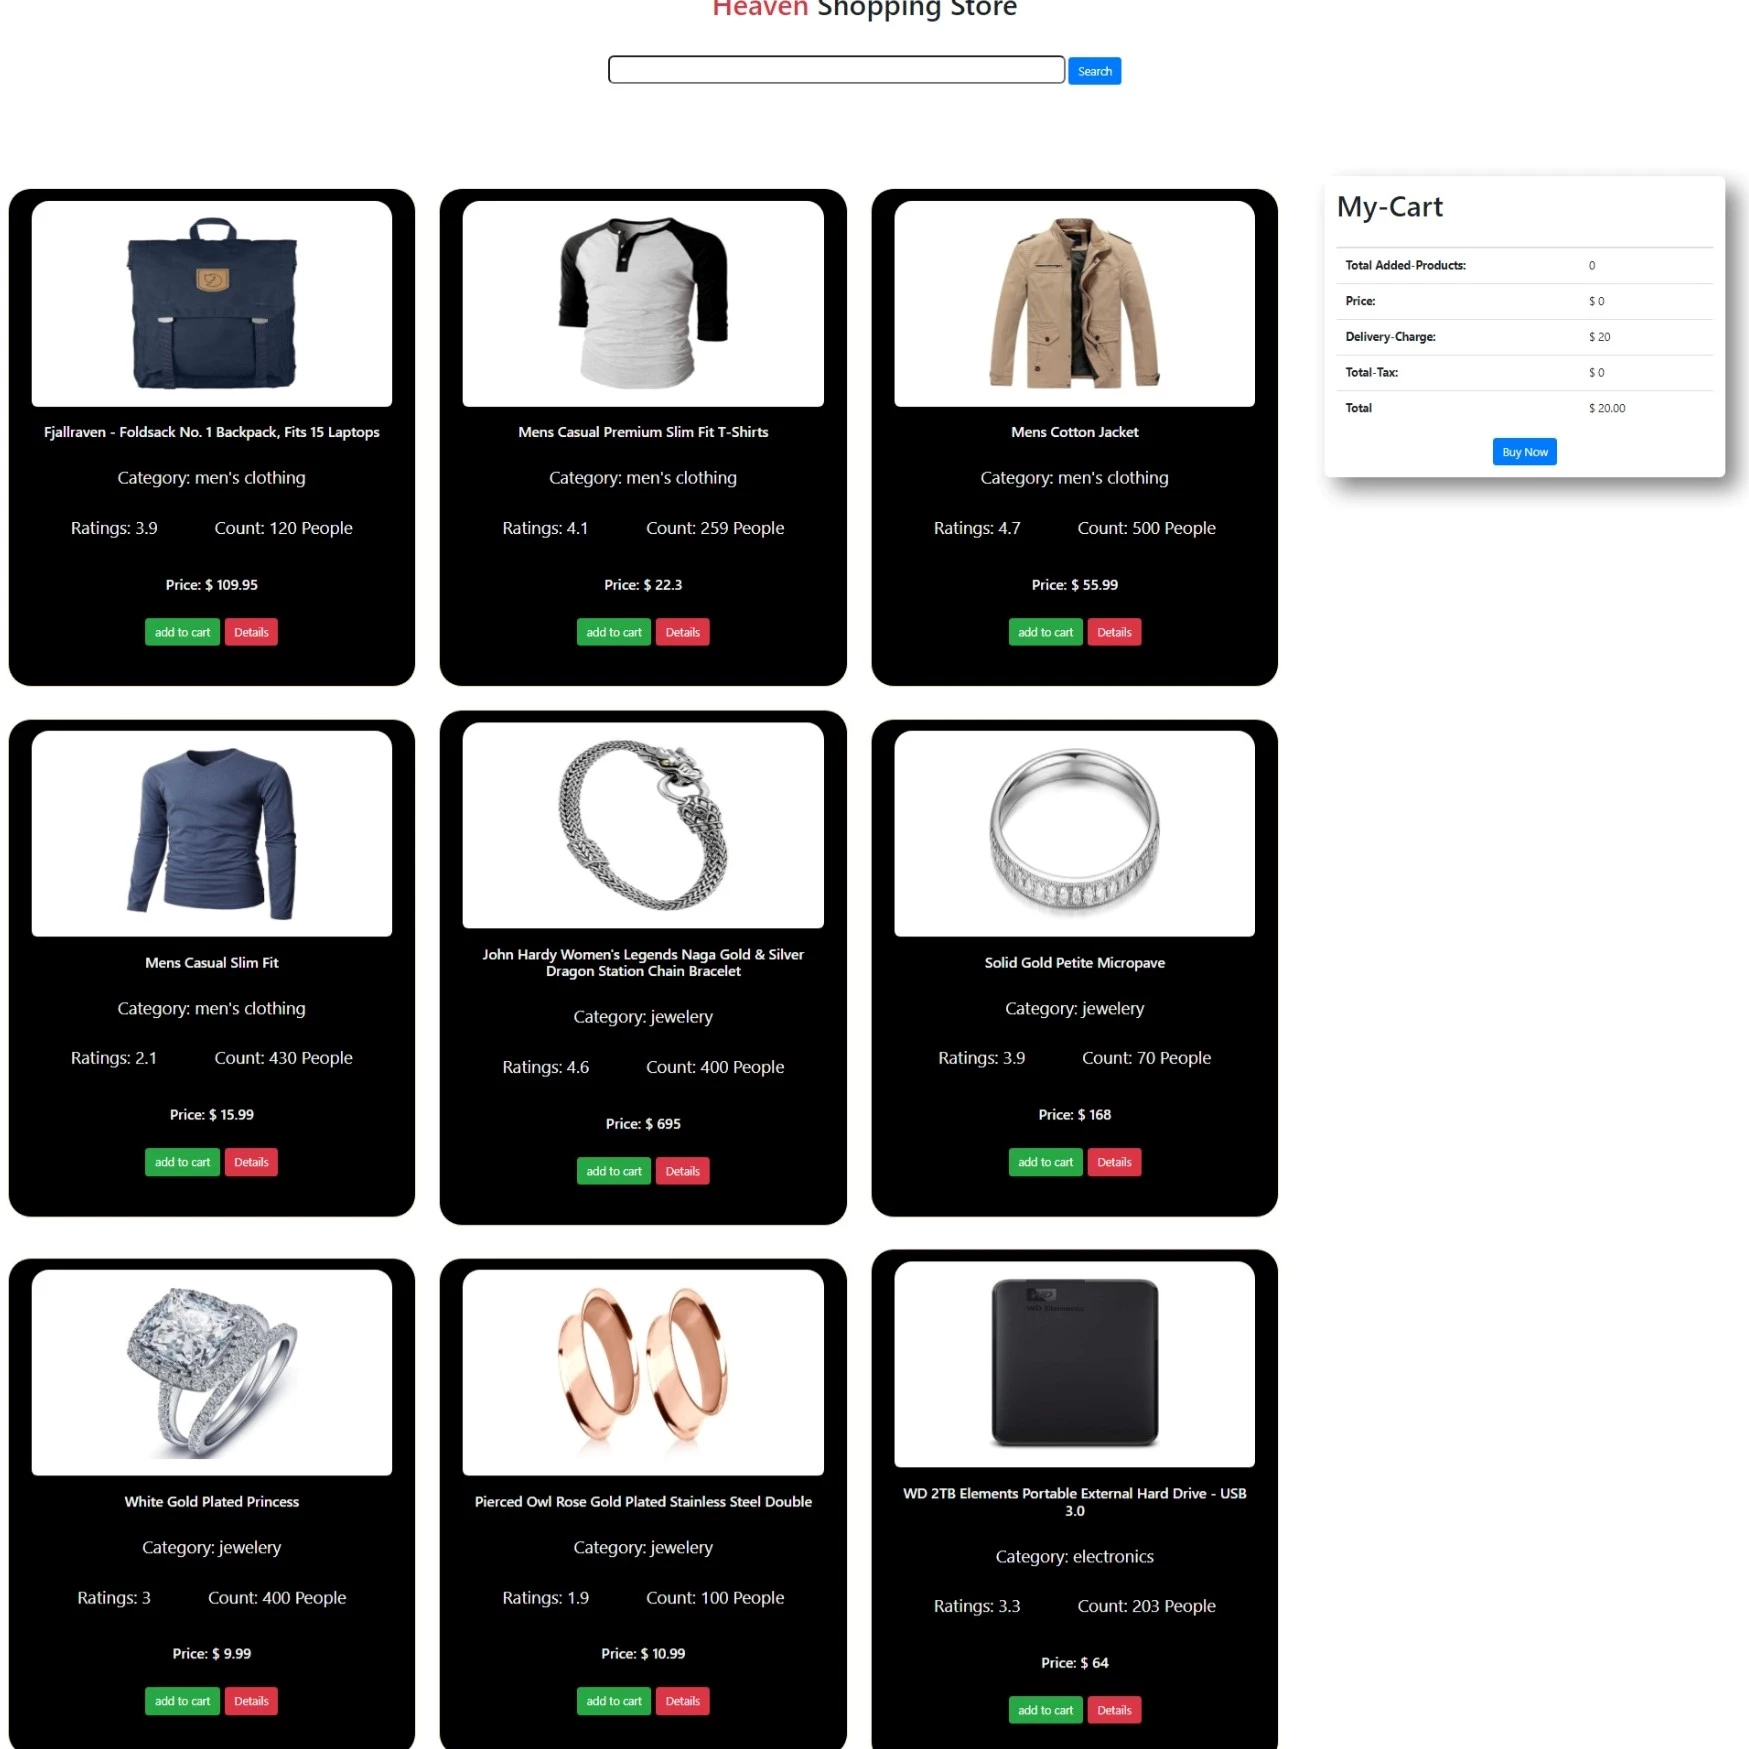 Heaven Shopping Store
Search
Fjallraven - Foldsack No. 1 Backpack, Fits 15 Laptops
Category: men's clothing
Ratings: 3.9 Count: 120 People
Price: $ 109.95
add to cart Details
Mens Casual Premium Slim Fit T-Shirts
Category: men's clothing
Ratings: 4.1 Count: 259 People
Price: $ 22.3
add to cart Details
Mens Cotton Jacket
Category: men's clothing
Ratings: 4.7 Count: 500 People
Price: $ 55.99
add to cart Details
My-Cart
Total Added-Products: 0
Price: $ 0
Delivery-Charge: $ 20
Total-Tax: $ 0
Total $ 20.00
Buy Now
Mens Casual Slim Fit
Category: men's clothing
Ratings: 2.1 Count: 430 People
Price: $ 15.99
add to cart Details
John Hardy Women's Legends Naga Gold & Silver
Dragon Station Chain Bracelet
Category: jewelery
Ratings: 4.6 Count: 400 People
Price: $ 695
add to cart Details
Solid Gold Petite Micropave
Category: jewelery
Ratings: 3.9 Count: 70 People
Price: $ 168
add to cart Details
White Gold Plated Princess
Category: jewelery
Ratings: 3 Count: 400 People
Price: $ 9.99
add to cart Details
Pierced Owl Rose Gold Plated Stainless Steel Double
Category: jewelery
Ratings: 1.9 Count: 100 People
Price: $ 10.99
add to cart Details
WD
WD Elements
WD 2TB Elements Portable External Hard Drive - USB
3.0
Category: electronics
Ratings: 3.3 Count: 203 People
Price: $ 64
add to cart Details